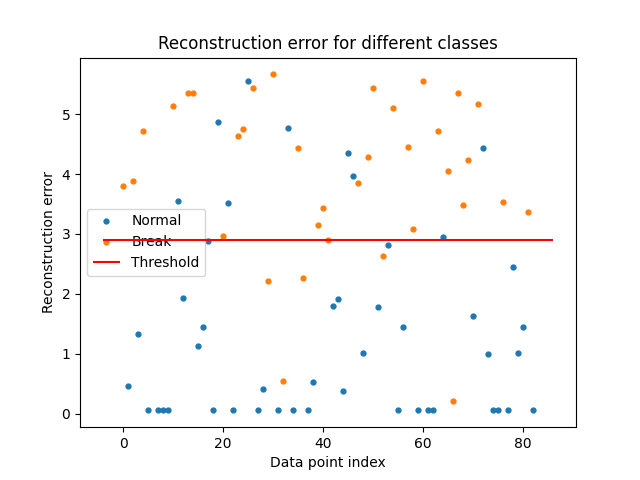 Reconstruction error for different classes
5
4
3
2
1
0
Reconstruction error
Normal
Break
Threshold
0 20 40 60 80
Data point index